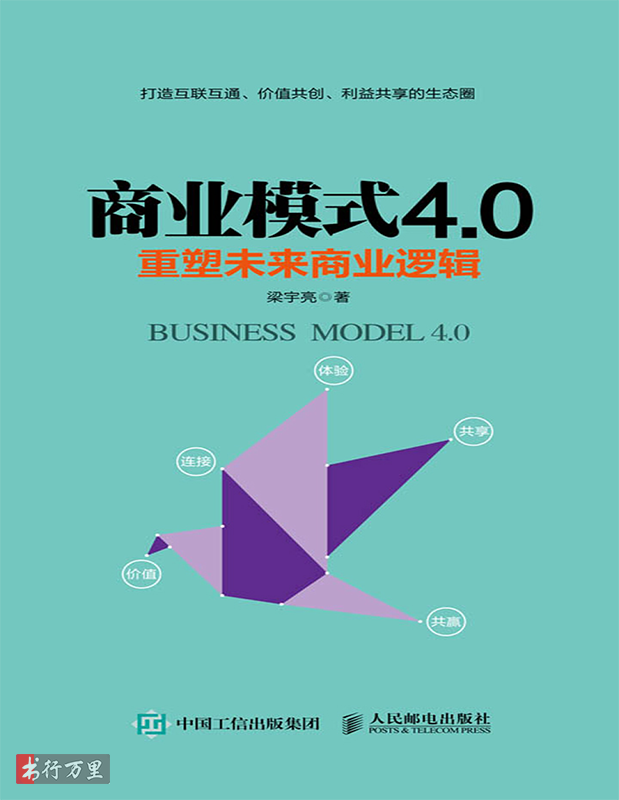 打造互联互通、价值共创、利益共享的生态圈
商业模式4.0
重塑未来商业逻辑
梁宇亮◎著
BUSINESS MODEL 4.0
体验
共享
连接
价值
共赢
中国工信出版集团
人民邮电出版社
POSTS & TELECOM PRESS
书行万里